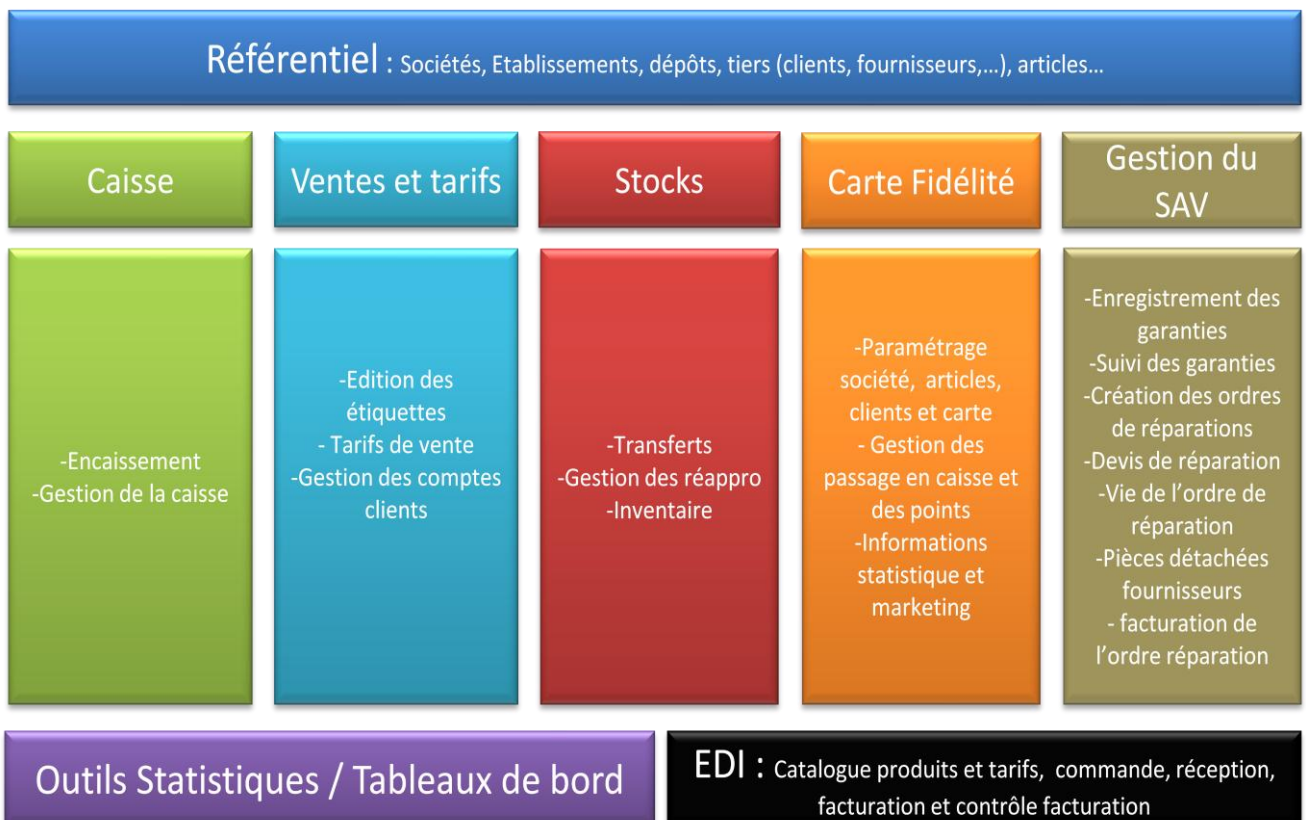 Référentiel : Sociétés, Etablissements, dépôts, tiers (clients, fournisseurs,...), articles...
Caisse
Ventes et tarifs
Stocks
Carte Fidélité
Gestion du
SAV
-Encaissement
-Gestion de la caisse
-Edition des
étiquettes
- Tarifs de vente
-Gestion des comptes
clients
-Transferts
-Gestion des réappro
-Inventaire
-Paramétrage
société, articles,
clients et carte
- Gestion des
passage en caisse et
des points
-Informations
statistique et
marketing
-Enregistrement des
garanties
-Suivi des garanties
-Création des ordres
de réparations
-Devis de réparation
-Vie de l'ordre de
réparation
-Pièces détachées
fournisseurs
- facturation de
l'ordre réparation
Outils Statistiques / Tableaux de bord
EDI : Catalogue produits et tarifs, commande, réception,
facturation et contrôle facturation